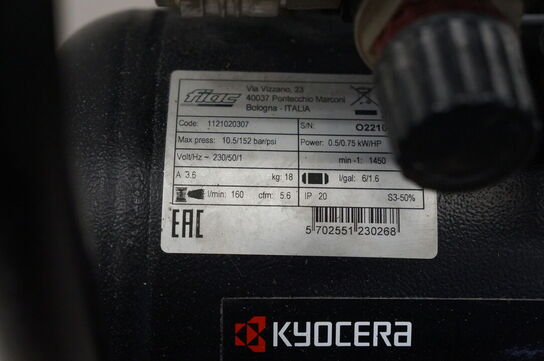 fiac
Via Vizzano, 23
40037 Pontecchio Marconi
Bologna - ITALIA
Code: 1121020307 S/N:
Max press: 10.5/152 bar/psi Power: 0.5/0.75 kW/HP
Volt/Hz ~ 230/50/1 min -1: 1450
A 3.6 kg: 18 l/gal: 6/1.6
l/min: 160 cfm: 5.6 IP 20 S3-50%
EAC
5 702551 230268
KYOCERA